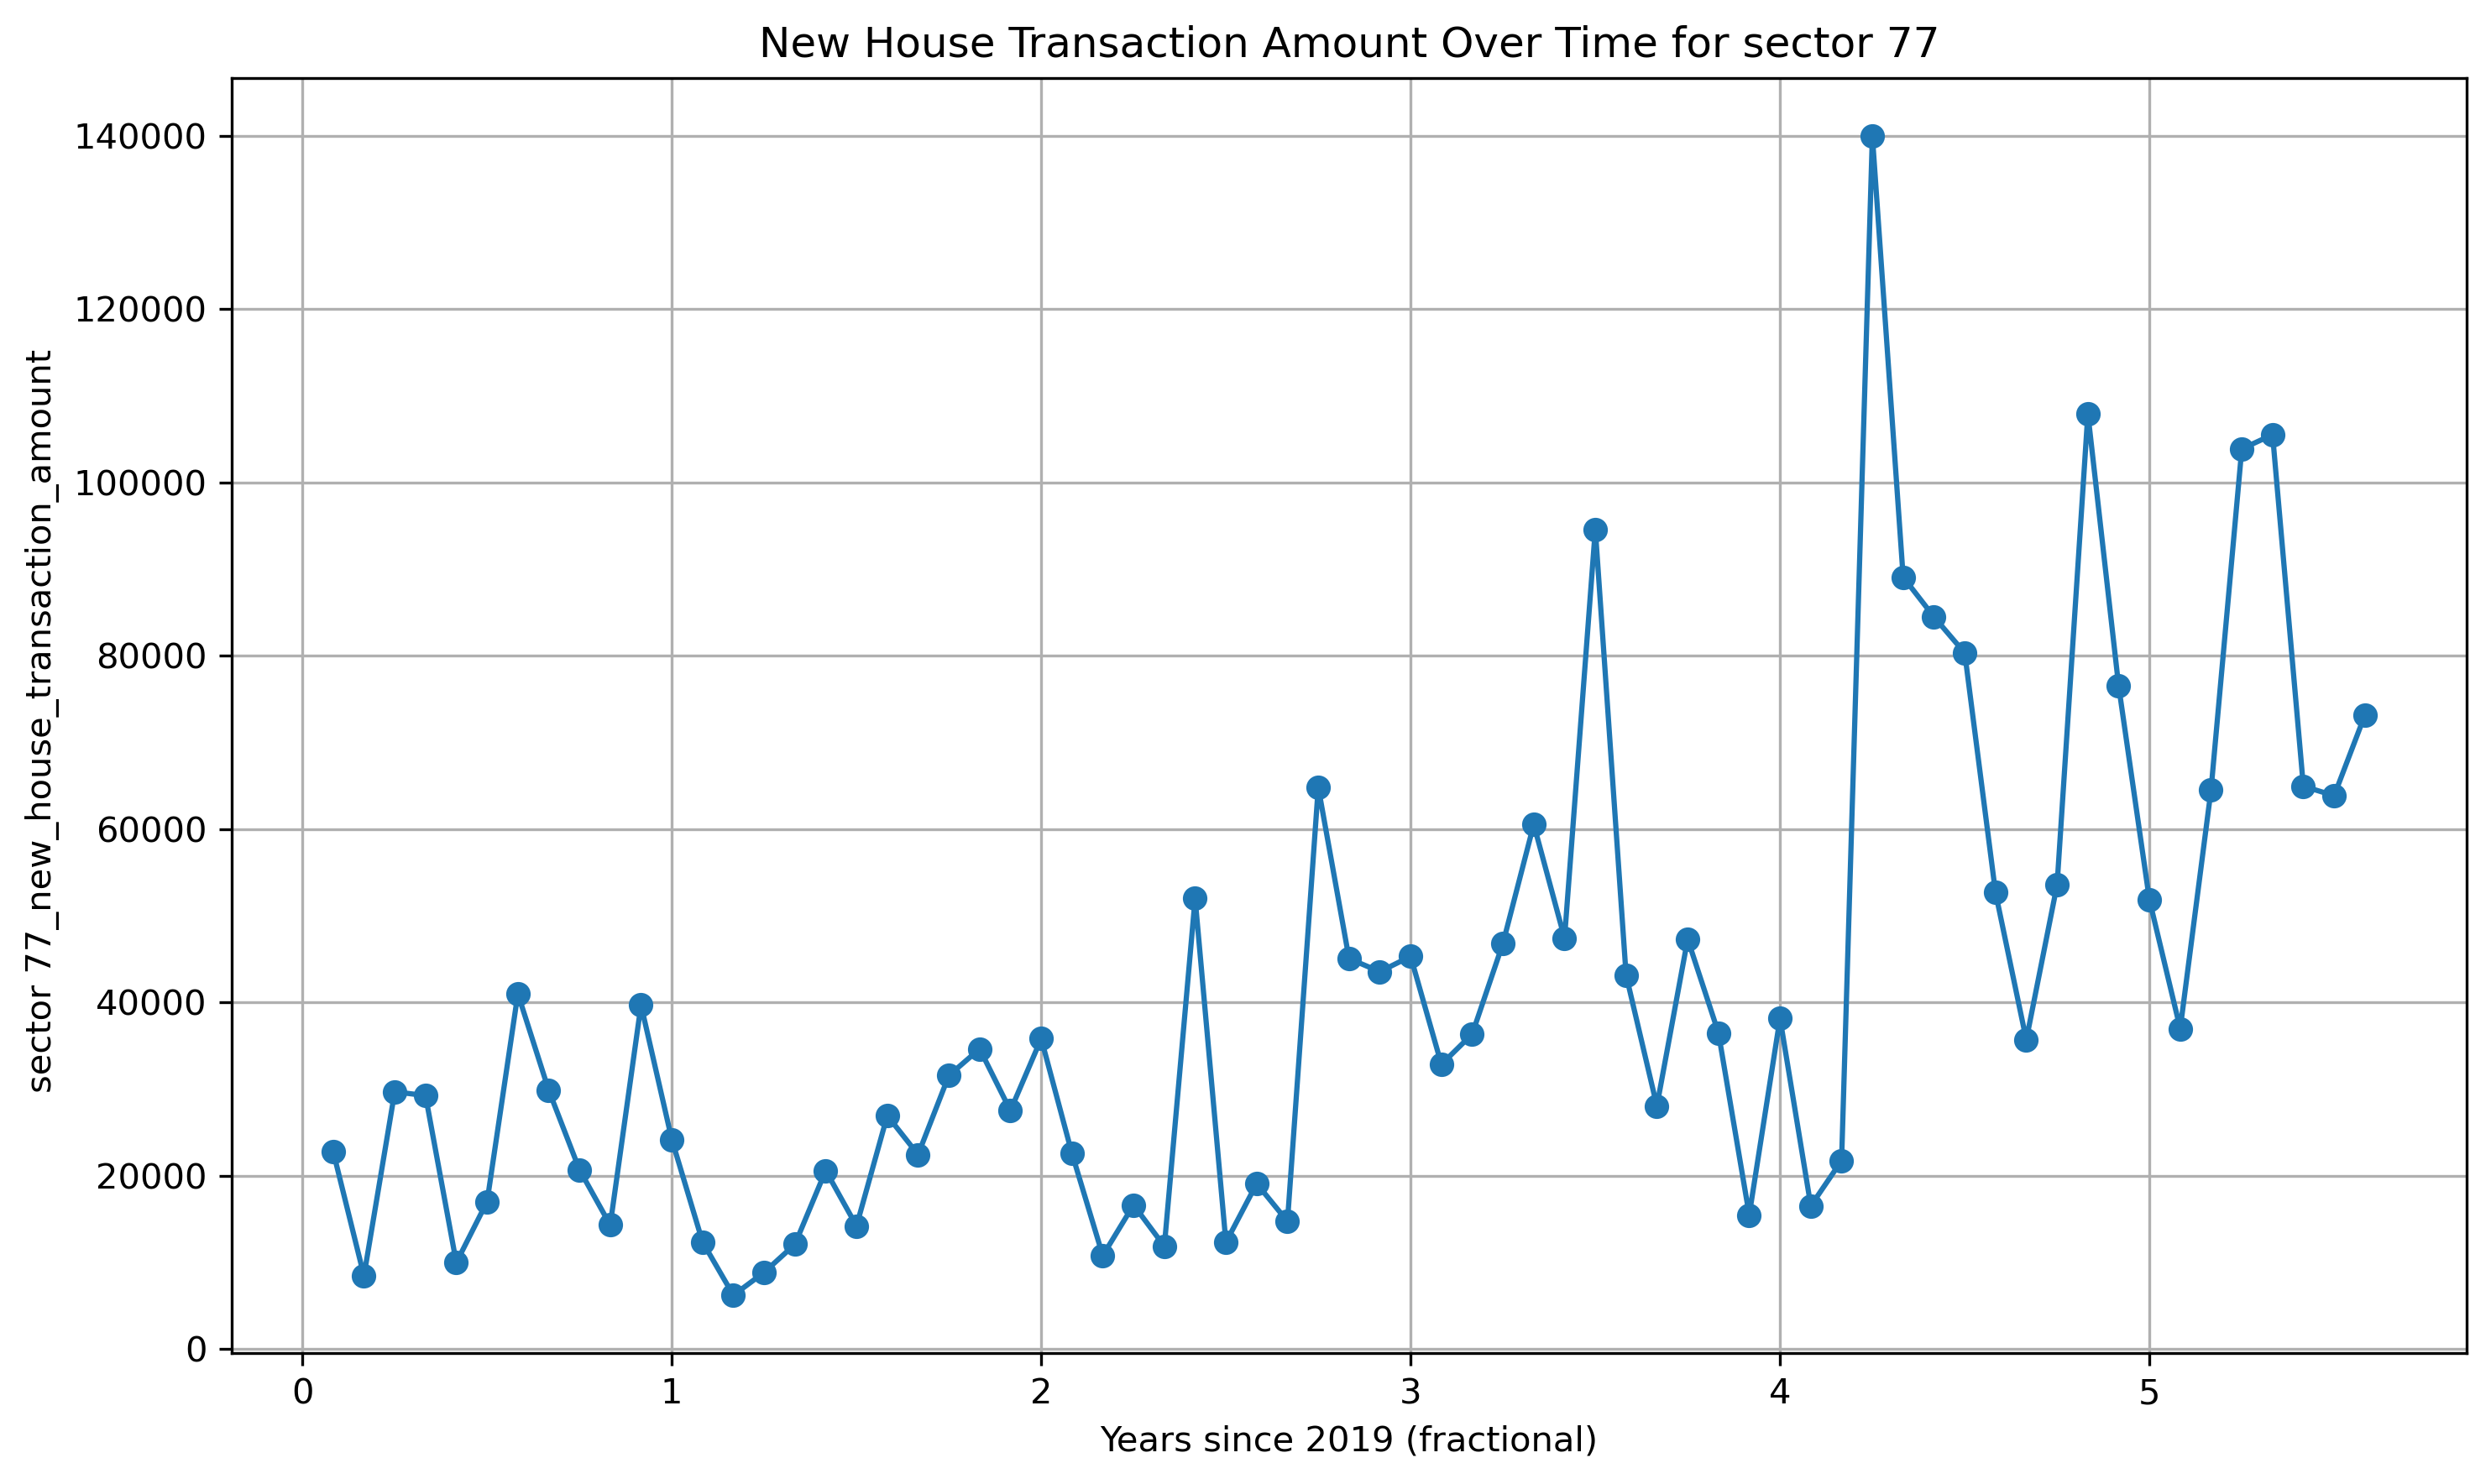 New House Transaction Amount Over Time for sector 77
sector 77_new_house_transaction_amount
140000
120000
100000
80000
60000
40000
20000
0
0 1 2 3 4 5
Years since 2019 (fractional)